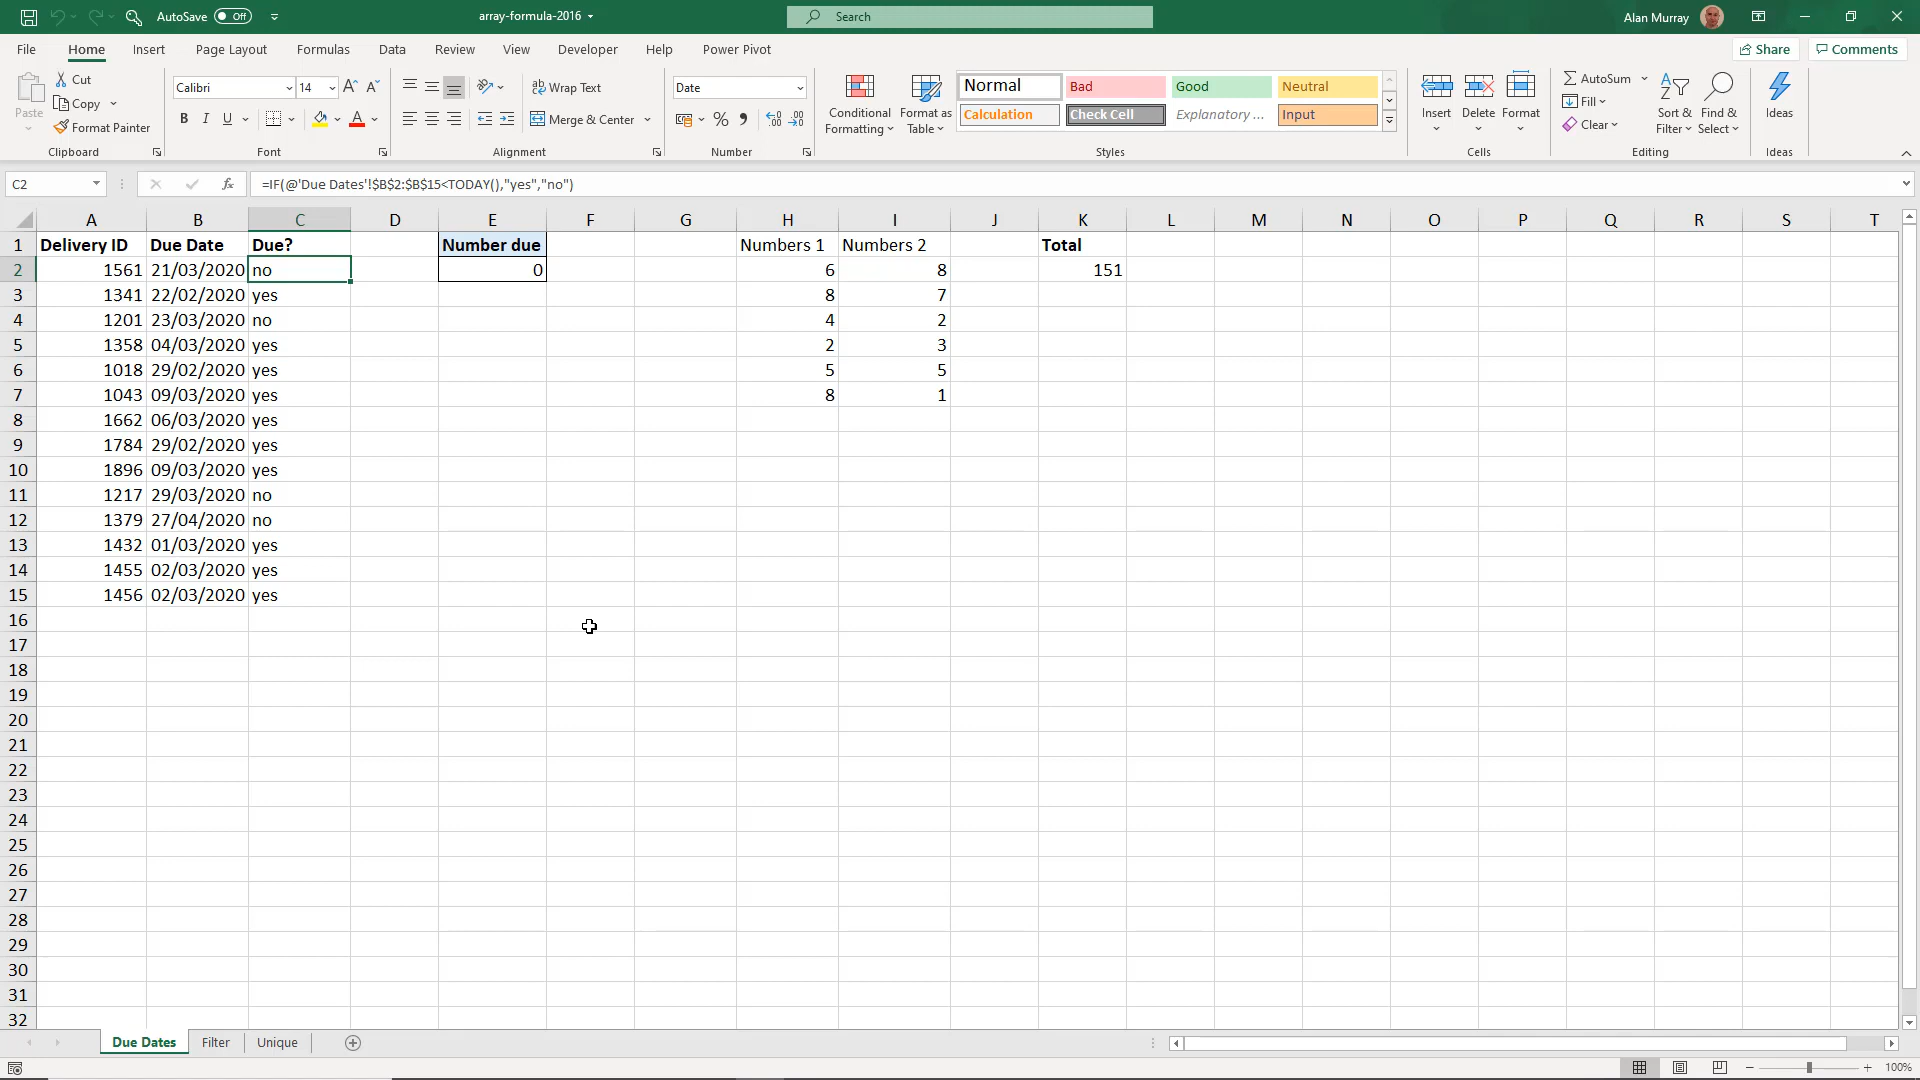 AutoSave Off array-formula-2016 Search Alan Murray
File Home Insert Page Layout Formulas Data Review View Developer Help Power Pivot Share Comments
Paste Cut Copy Format Painter Clipboard
Calibri 14 B I U A Font
Wrap Text Merge & Center Alignment
Date % Number
Conditional Formatting Format as Table
Normal Bad Good Neutral
Calculation Check Cell Explanatory ... Input
Styles
Insert Delete Format Cells
AutoSum Fill Clear Sort & Filter Find & Select Editing
Ideas Ideas
C2 fx =IF(@'Due Dates'!$B$2:$B$15<TODAY(),"yes","no")
A B C D E F G H I J K L M N O P Q R S T
1 Delivery ID Due Date Due? Number due Numbers 1 Numbers 2 Total
2 1561 21/03/2020 no 0 6 8 151
3 1341 22/02/2020 yes 8 7
4 1201 23/03/2020 no 4 2
5 1358 04/03/2020 yes 2 3
6 1018 29/02/2020 yes 5 5
7 1043 09/03/2020 yes 8 1
8 1662 06/03/2020 yes
9 1784 29/02/2020 yes
10 1896 09/03/2020 yes
11 1217 29/03/2020 no
12 1379 27/04/2020 no
13 1432 01/03/2020 yes
14 1455 02/03/2020 yes
15 1456 02/03/2020 yes
16
17
18
19
20
21
22
23
24
25
26
27
28
29
30
31
32
Due Dates Filter Unique
100%